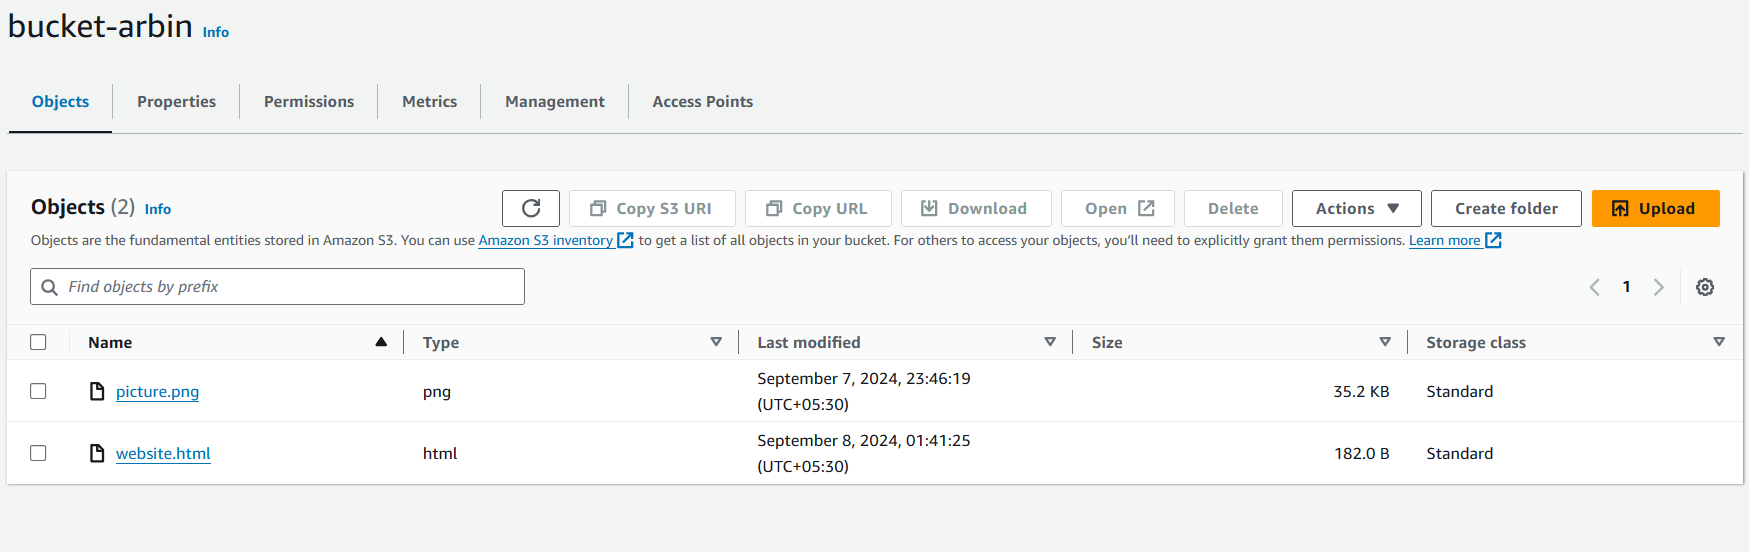 bucket-arbin Info
Objects Properties Permissions Metrics Management Access Points
Objects (2) Info Copy S3 URI Copy URL Download Open Delete Actions Create folder Upload
Objects are the fundamental entities stored in Amazon S3. You can use Amazon S3 inventory to get a list of all objects in your bucket. For others to access your objects, you'll need to explicitly grant them permissions. Learn more
Find objects by prefix 1
Name Type Last modified Size Storage class
picture.png png September 7, 2024, 23:46:19 35.2 KB Standard
(UTC+05:30)
website.html html September 8, 2024, 01:41:25 182.0 B Standard
(UTC+05:30)